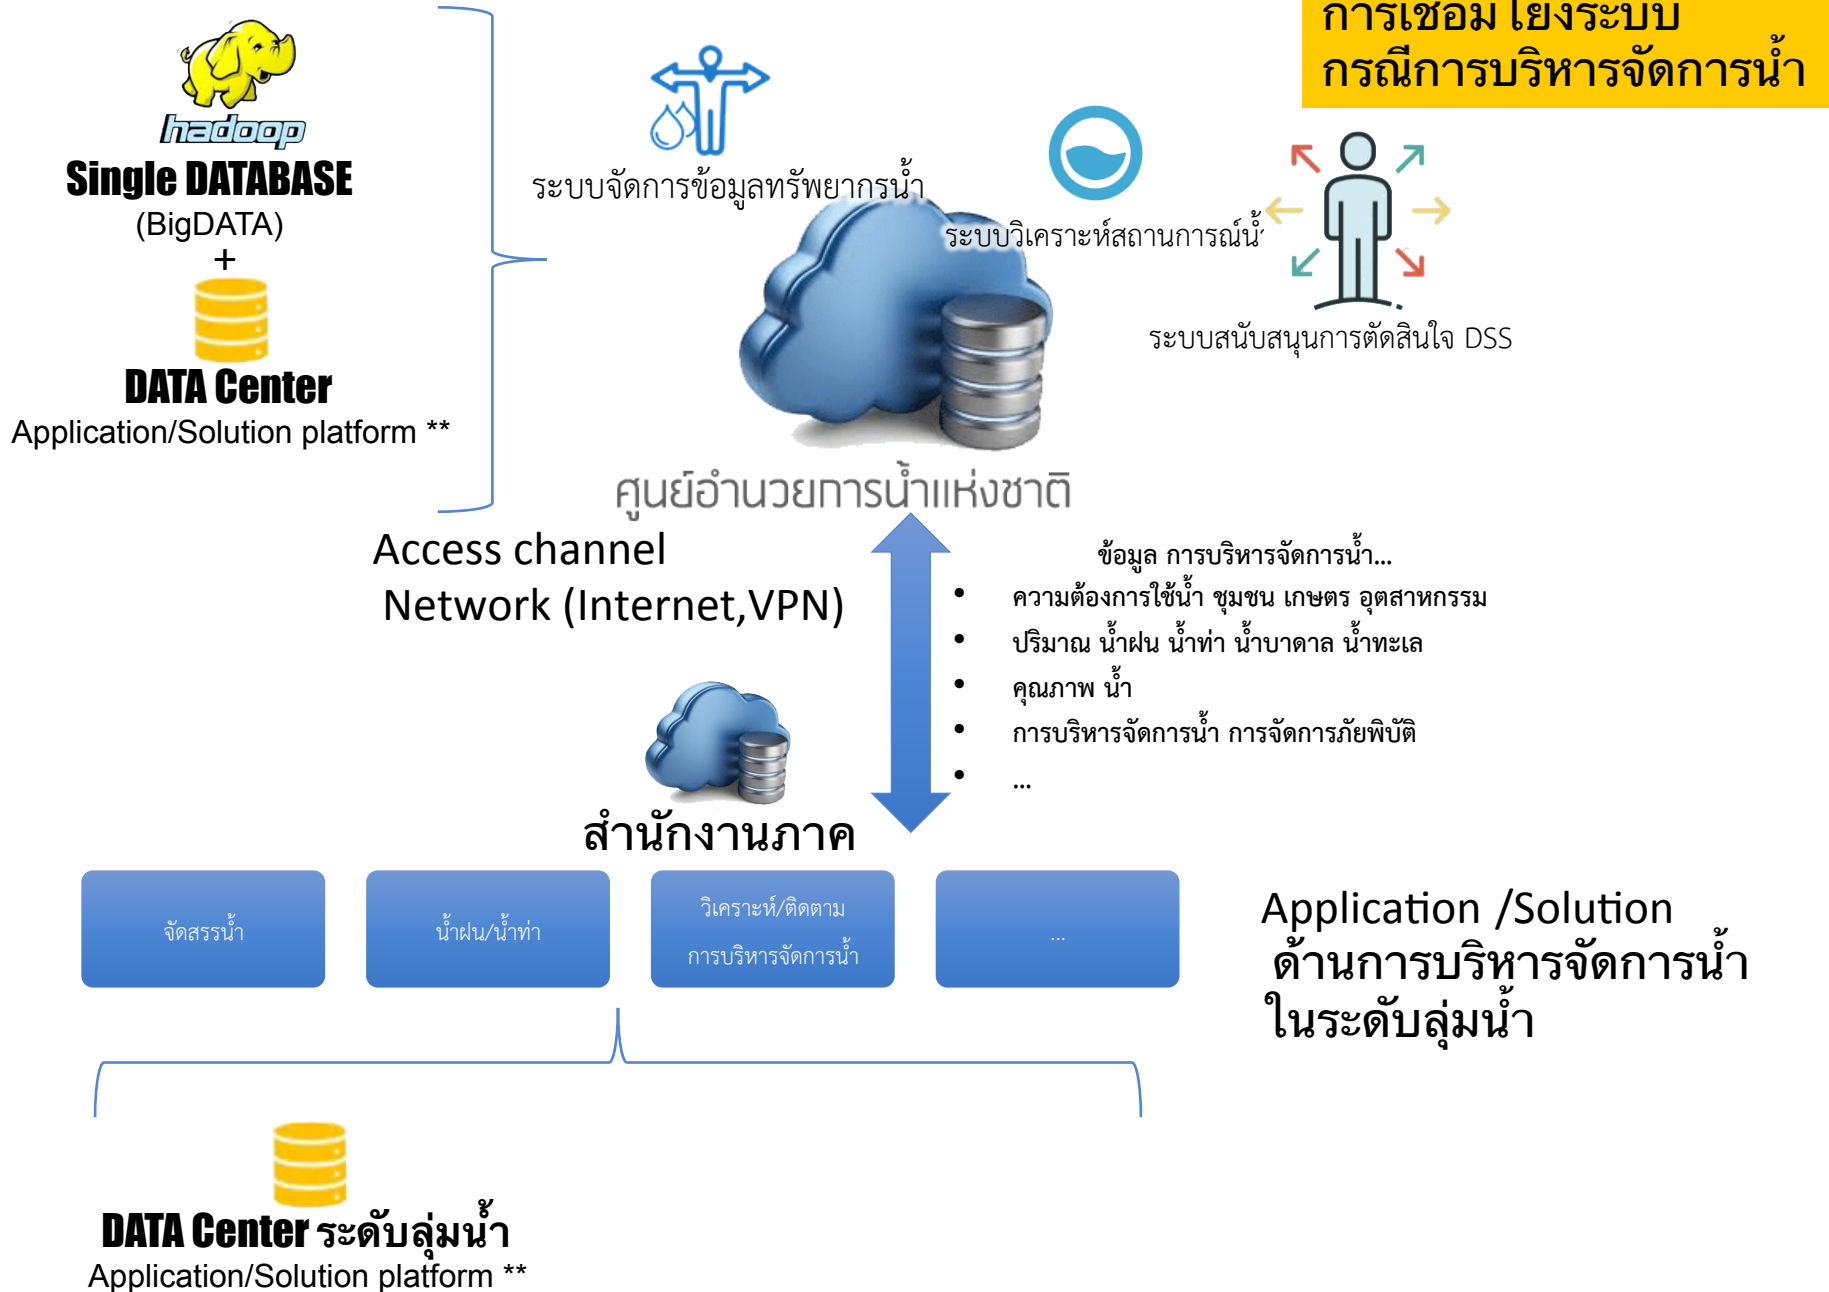 การเชื่อมโยงระบบ
กรณีการบริหารจัดการน้ำ
hadoop
Single DATABASE
(BigDATA)
+
DATA Center
Application/Solution platform **
ระบบจัดการข้อมูลทรัพยากรน้ำ
ระบบวิเคราะห์สถานการณ์น้ำ
ระบบสนับสนุนการตัดสินใจ DSS
ศูนย์อำนวยการน้ำแห่งชาติ
Access channel
Network (Internet,VPN)
ข้อมูล การบริหารจัดการน้ำ...
• ความต้องการใช้น้ำ ชุมชน เกษตร อุตสาหกรรม
• ปริมาณ น้ำฝน น้ำท่า น้ำบาดาล น้ำทะเล
• คุณภาพ น้ำ
• การบริหารจัดการน้ำ การจัดการภัยพิบัติ
• ...
สำนักงานภาค
จัดสรรน้ำ
น้ำฝน/น้ำท่า
วิเคราะห์/ติดตาม
การบริหารจัดการน้ำ
...
Application /Solution
ด้านการบริหารจัดการน้ำ
ในระดับลุ่มน้ำ
DATA Center ระดับลุ่มน้ำ
Application/Solution platform **